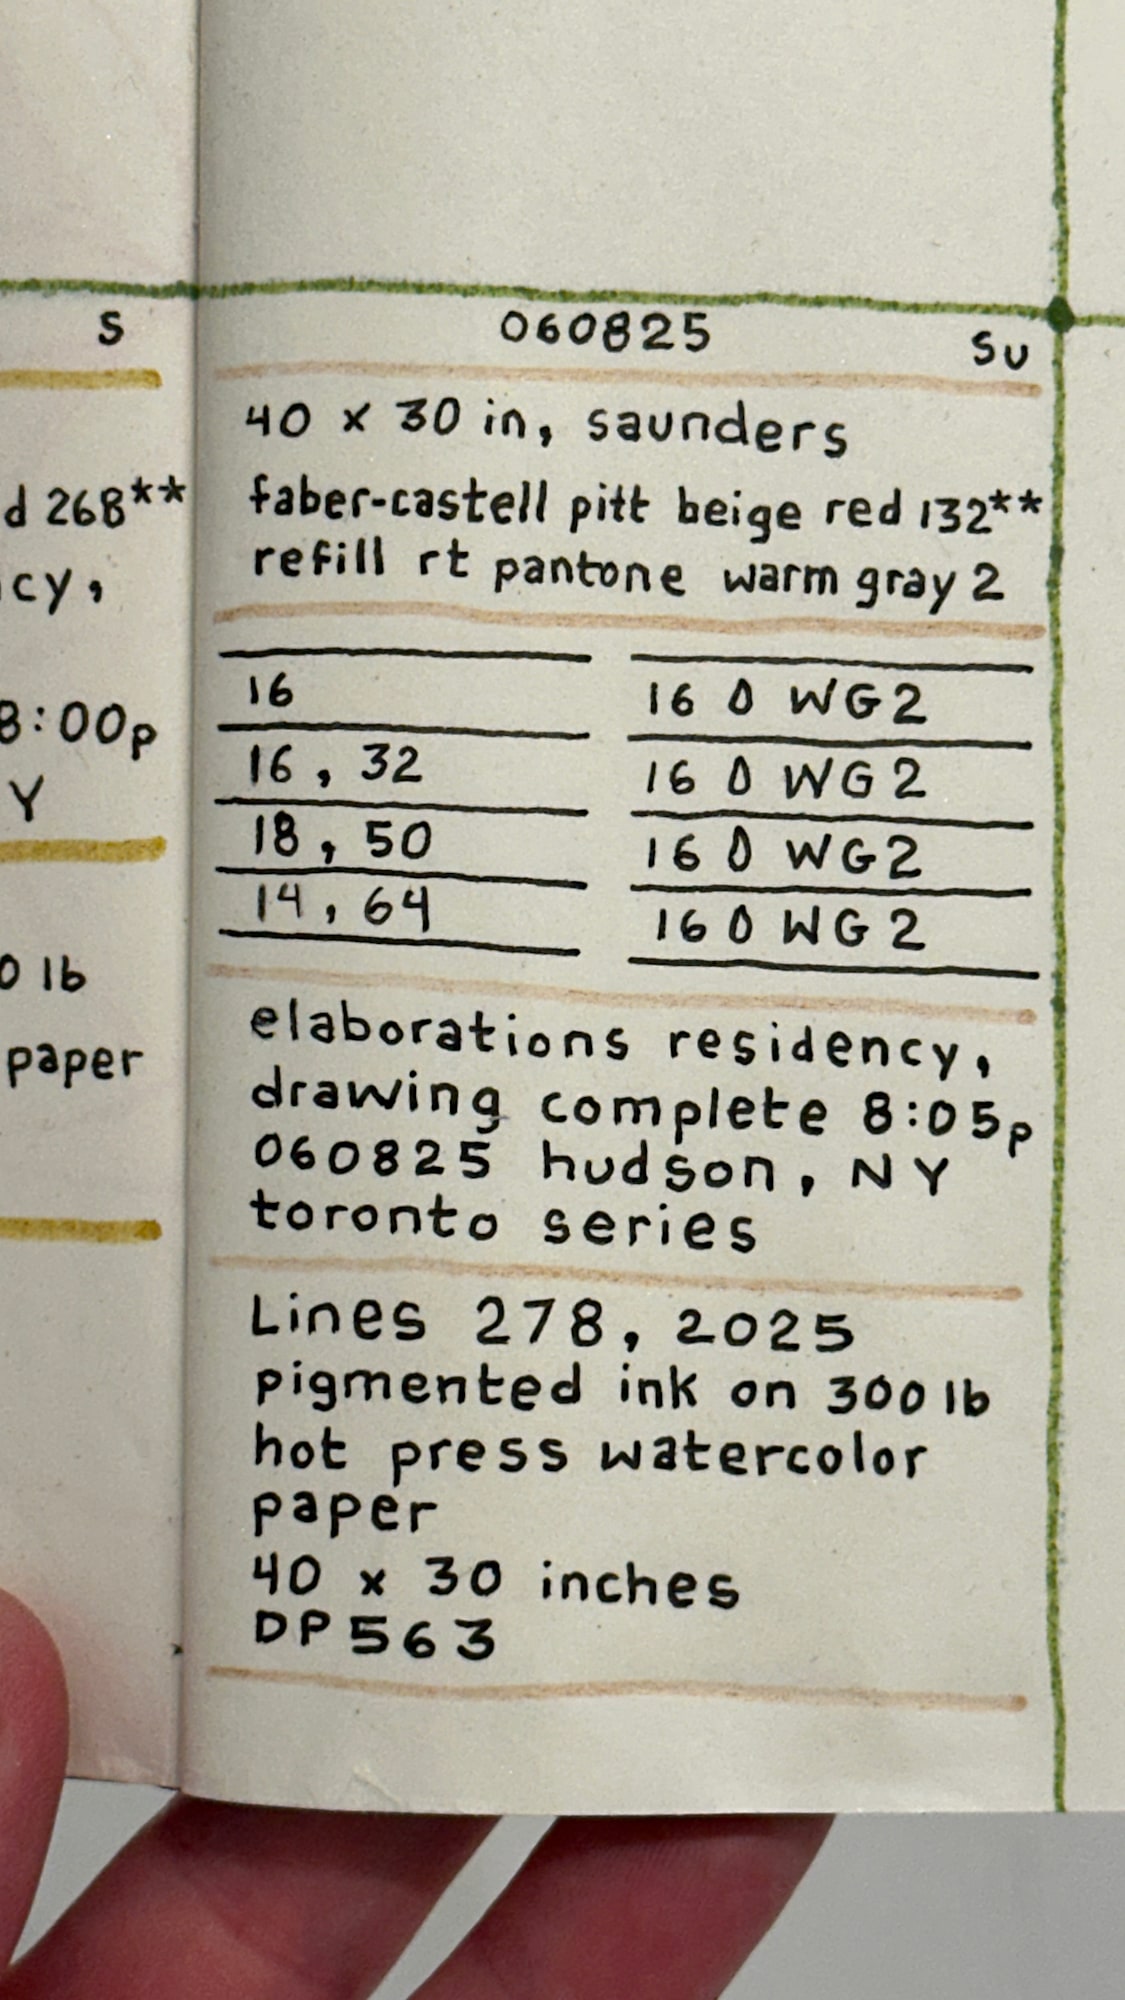 S
d 268**
cy,
8:00p
Y
0 lb
paper
060825 Su
40 x 30 in, saunders
faber-castell pitt beige red 132**
refill rt pantone warm gray 2
16
16, 32
18, 50
14, 64
16 0 WG2
16 0 WG2
16 0 WG2
16 0 WG2
elaborations residency,
drawing complete 8:05p
060825 hudson, NY
toronto series
Lines 278, 2025
pigmented ink on 300 lb
hot press watercolor
paper
40 x 30 inches
DP563